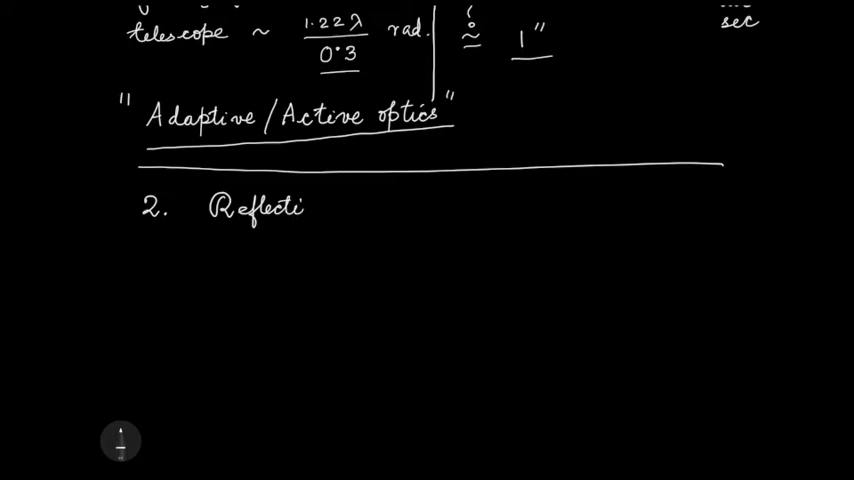 telescope ~ 1.22λ / 0.3 rad. ≈ 1" sec
"Adaptive/Active optics"
2. Reflecti